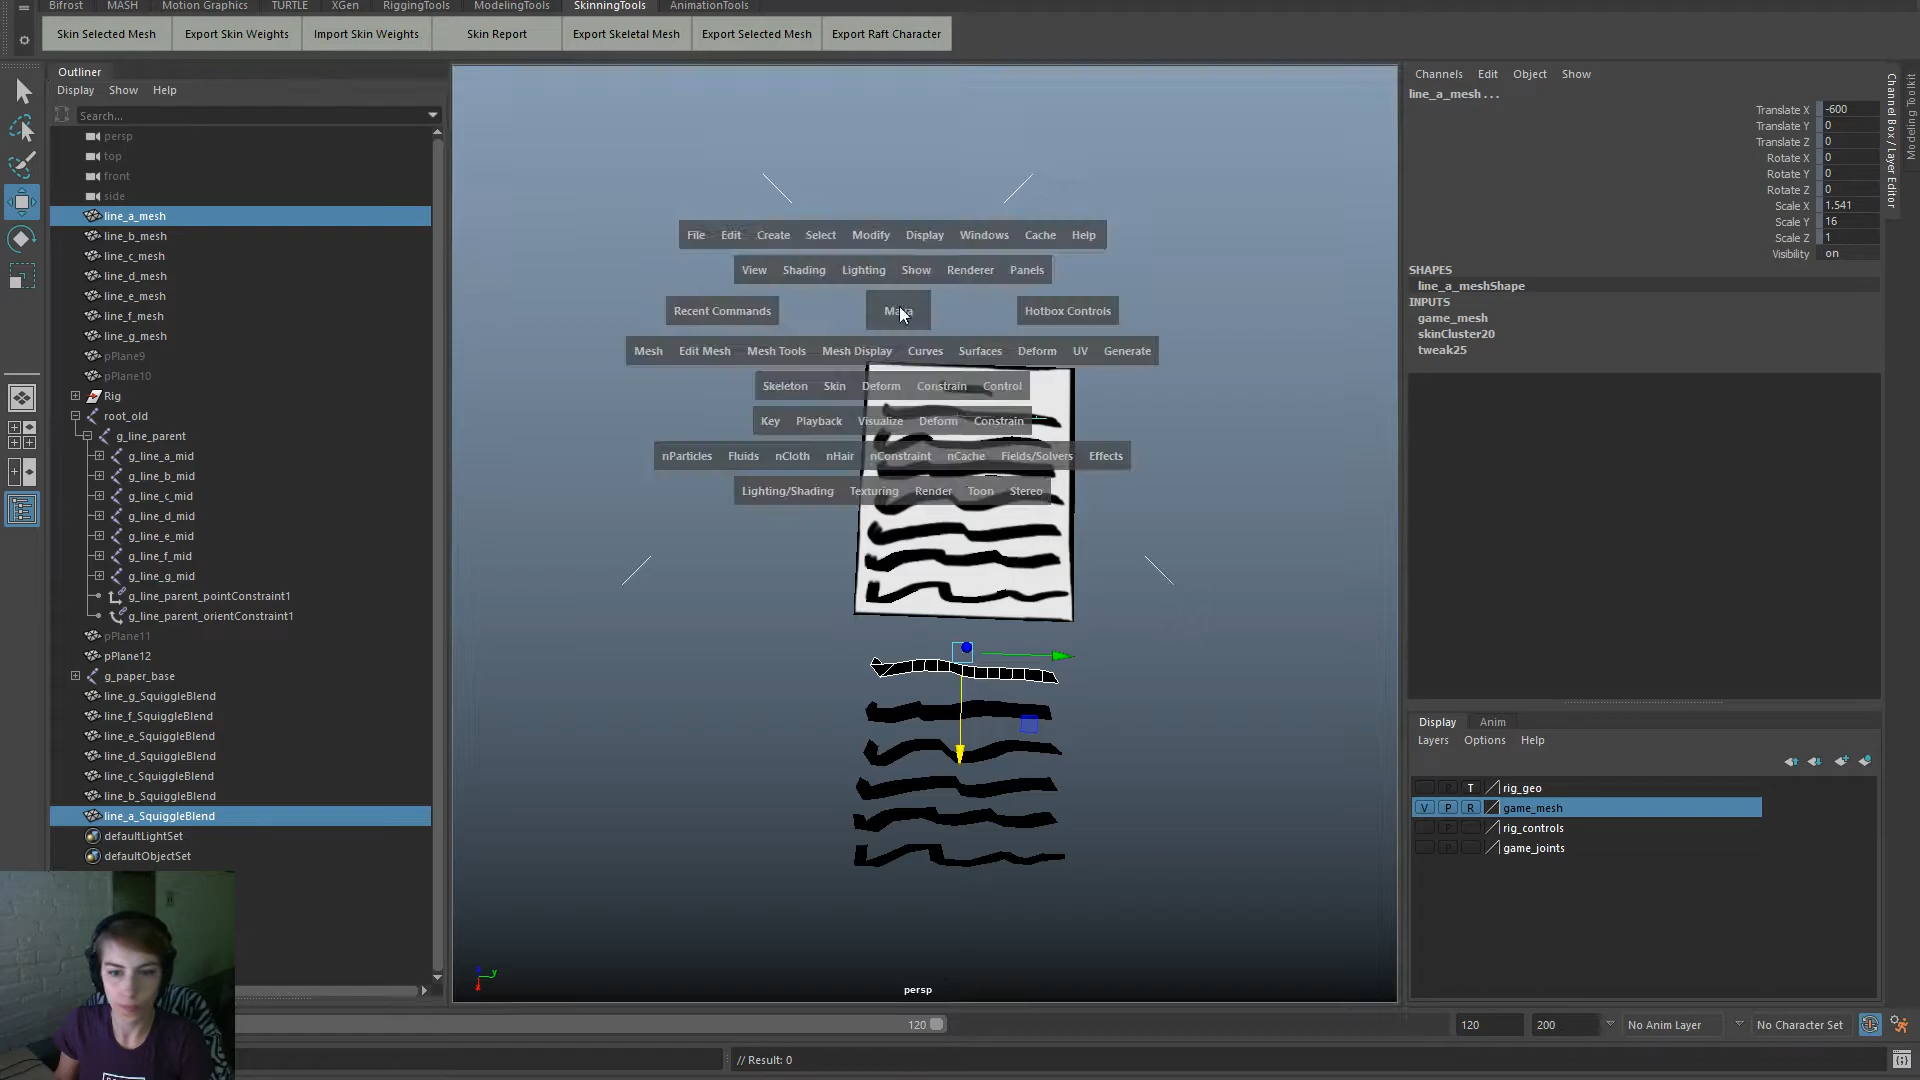 Bifrost MASH Motion Graphics TURTLE XGen RiggingTools ModelingTools SkinningTools AnimationTools
Skin Selected Mesh Export Skin Weights Import Skin Weights Skin Report Export Skeletal Mesh Export Selected Mesh Export Raft Character
Outliner
Display Show Help
Search...
persp
top
front
side
line_a_mesh
line_b_mesh
line_c_mesh
line_d_mesh
line_e_mesh
line_f_mesh
line_g_mesh
pPlane9
pPlane10
Rig
root_old
g_line_parent
g_line_a_mid
g_line_b_mid
g_line_c_mid
g_line_d_mid
g_line_e_mid
g_line_f_mid
g_line_g_mid
g_line_parent_pointConstraint1
g_line_parent_orientConstraint1
pPlane11
pPlane12
g_paper_base
line_g_SquiggleBlend
line_f_SquiggleBlend
line_e_SquiggleBlend
line_d_SquiggleBlend
line_c_SquiggleBlend
line_b_SquiggleBlend
line_a_SquiggleBlend
defaultLightSet
defaultObjectSet
File Edit Create Select Modify Display Windows Cache Help
View Shading Lighting Show Renderer Panels
Recent Commands Maya Hotbox Controls
Mesh Edit Mesh Mesh Tools Mesh Display Curves Surfaces Deform UV Generate
Skeleton Skin Deform Constrain Control
Key Playback Visualize Deform Constrain
nParticles Fluids nCloth nHair nConstraint nCache Fields/Solvers Effects
Lighting/Shading Texturing Render Toon Stereo
y
persp
Channels Edit Object Show
line_a_mesh . . .
Translate X -600
Translate Y 0
Translate Z 0
Rotate X 0
Rotate Y 0
Rotate Z 0
Scale X 1.541
Scale Y 16
Scale Z 1
Visibility on
SHAPES
line_a_meshShape
INPUTS
game_mesh
skinCluster20
tweak25
Channel Box / Layer Editor
Modeling Toolkit
Display Anim
Layers Options Help
P T rig_geo
V P R game_mesh
P rig_controls
P game_joints
120 120 200 No Anim Layer No Character Set
// Result: 0